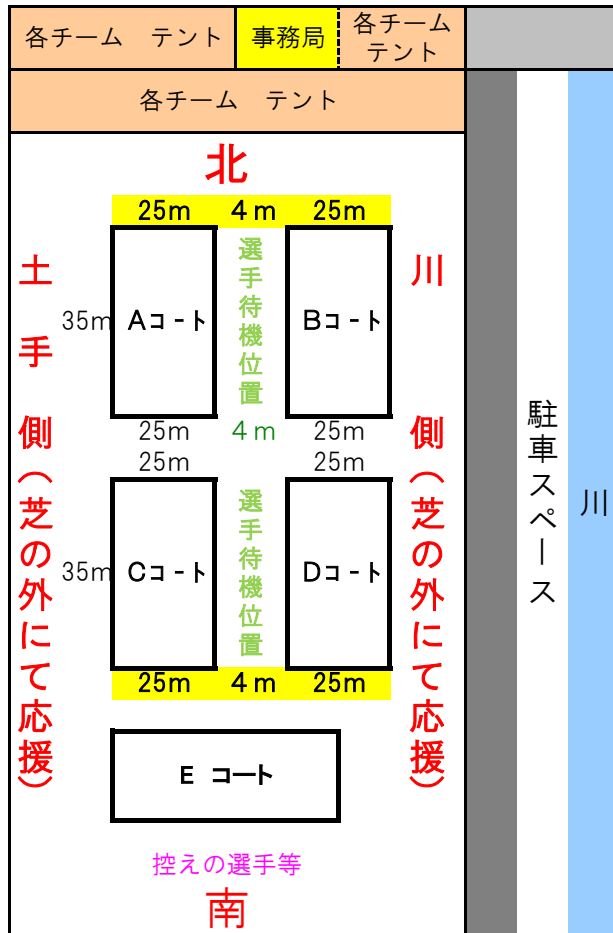 各チーム　テント
事務局
各チーム
テント
各チーム　テント
北
25m
4m
25m
土手側(芝の外にて応援)
35m
Aコート
選手待機位置
Bコート
川側(芝の外にて応援)
25m
4m
25m
25m
25m
35m
Cコート
選手待機位置
Dコート
25m
4m
25m
E コート
控えの選手等
南
駐車スペース
川